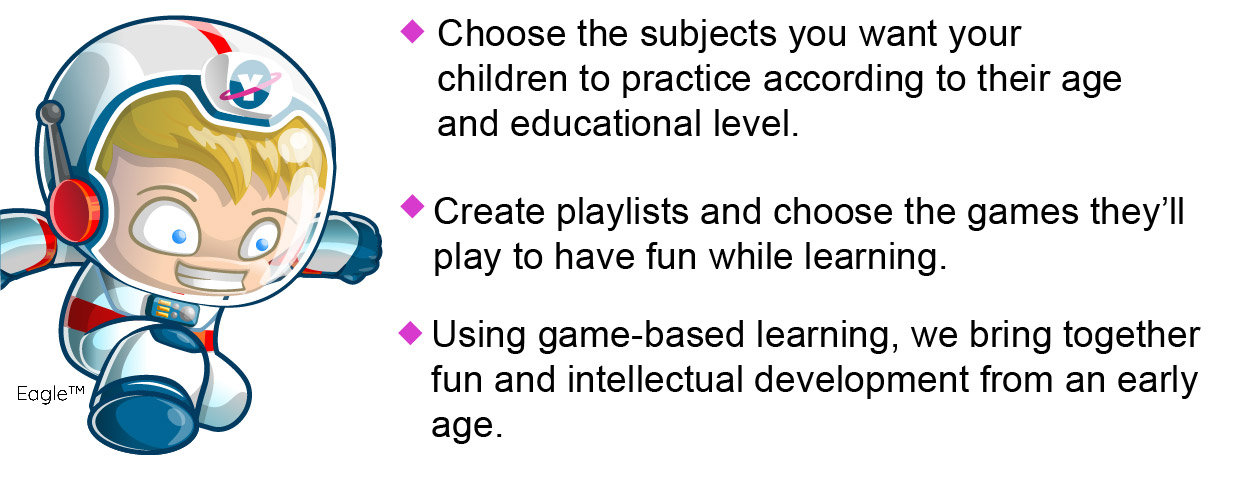 Y
Choose the subjects you want your
children to practice according to their age
and educational level.
Create playlists and choose the games they’ll
play to have fun while learning.
Using game-based learning, we bring together
fun and intellectual development from an early
age.
Eagle™